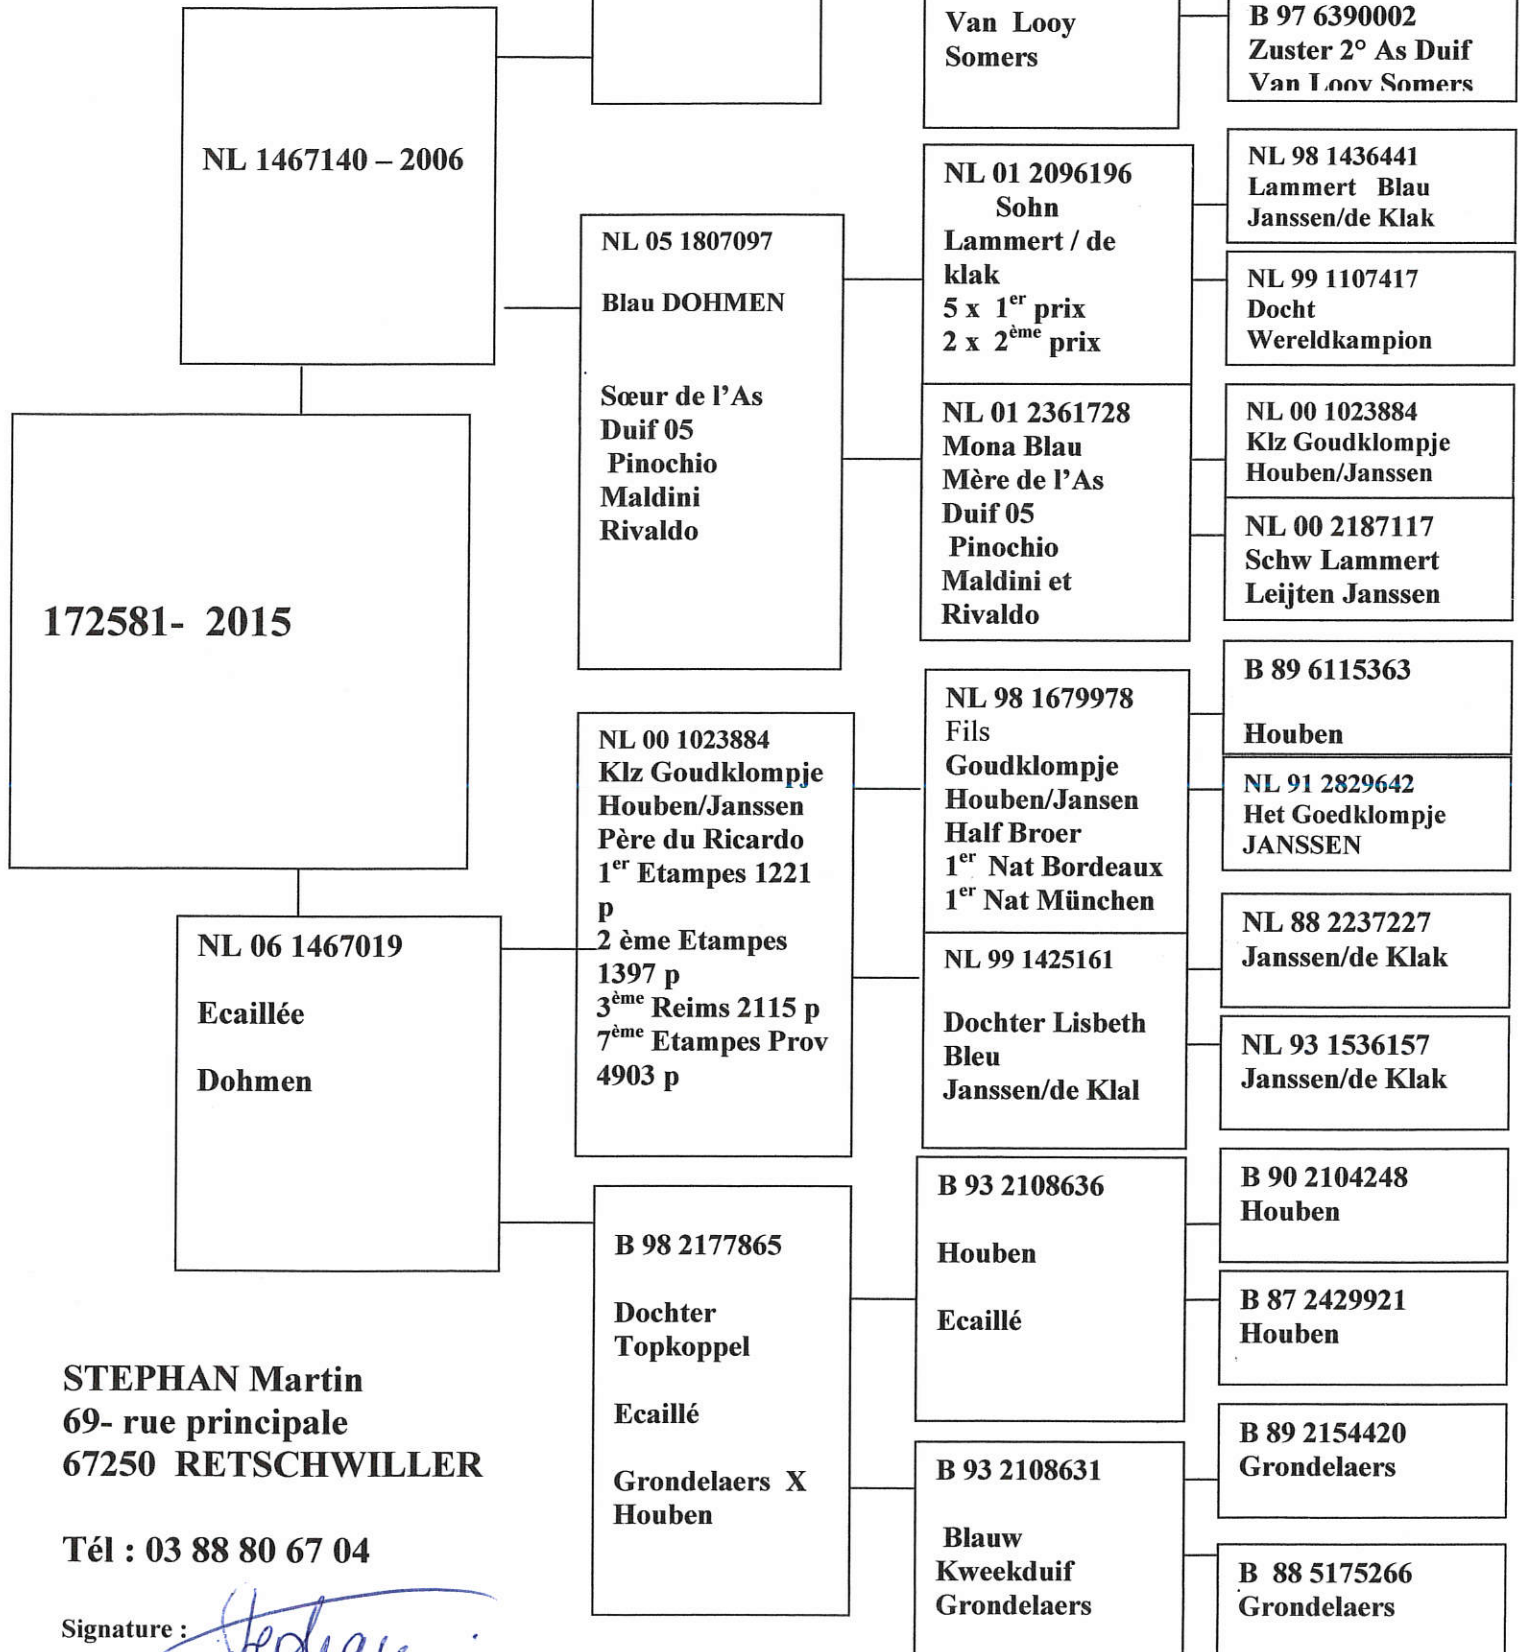 NL 1467140 – 2006
172581- 2015
NL 06 1467019
Ecaillée
Dohmen
STEPHAN Martin
69- rue principale
67250 RETSCHWILLER
Tél : 03 88 80 67 04
Signature :
Stephan
NL 05 1807097
Blau DOHMEN
Sœur de l'As
Duif 05
Pinochio
Maldini
Rivaldo
NL 00 1023884
Klz Goudklompje
Houben/Janssen
Père du Ricardo
1er Etampes 1221
p
2 ème Etampes
1397 p
3ème Reims 2115 p
7ème Etampes Prov
4903 p
B 98 2177865
Dochter
Topkoppel
Ecaillé
Grondelaers X
Houben
Van Looy
Somers
NL 01 2096196
Sohn
Lammert / de
klak
5 x 1er prix
2 x 2ème prix
NL 01 2361728
Mona Blau
Mère de l'As
Duif 05
Pinochio
Maldini et
Rivaldo
NL 98 1679978
Fils
Goudklompje
Houben/Jansen
Half Broer
1er Nat Bordeaux
1er Nat München
NL 99 1425161
Dochter Lisbeth
Bleu
Janssen/de Klal
B 93 2108636
Houben
Ecaillé
B 93 2108631
Blauw
Kweekduif
Grondelaers
B 97 6390002
Zuster 2° As Duif
Van Looy Somers
NL 98 1436441
Lammert Blau
Janssen/de Klak
NL 99 1107417
Docht
Wereldkampion
NL 00 1023884
Klz Goudklompje
Houben/Janssen
NL 00 2187117
Schw Lammert
Leijten Janssen
B 89 6115363
Houben
NL 91 2829642
Het Goedklompje
JANSSEN
NL 88 2237227
Janssen/de Klak
NL 93 1536157
Janssen/de Klak
B 90 2104248
Houben
B 87 2429921
Houben
B 89 2154420
Grondelaers
B 88 5175266
Grondelaers